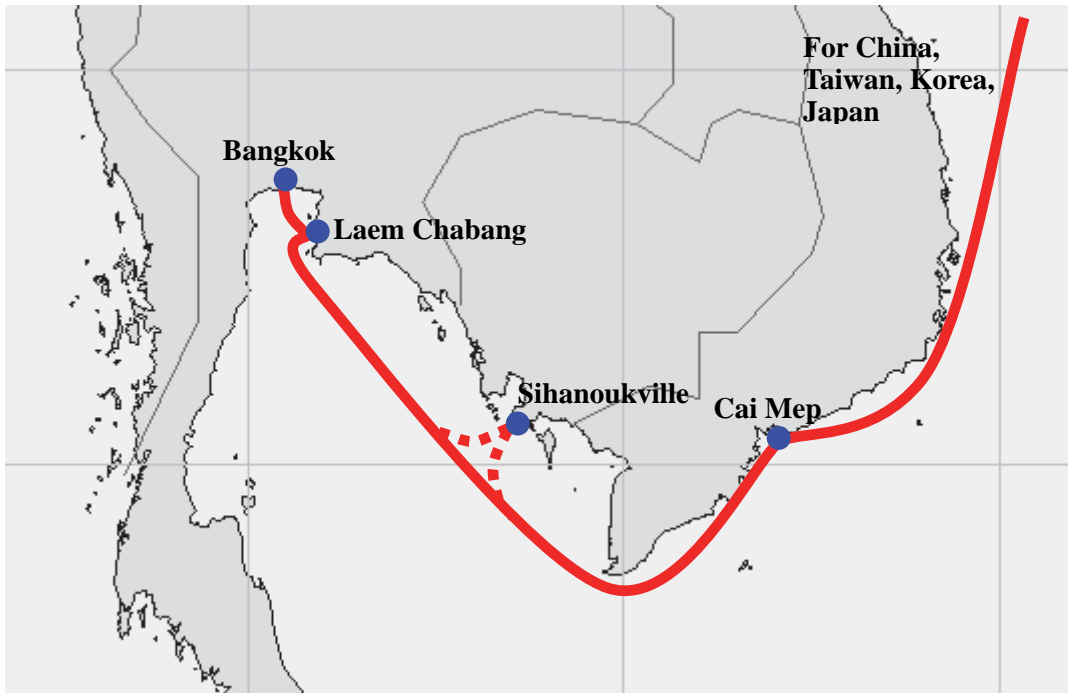 For China,
Taiwan, Korea,
Japan
Bangkok
Laem Chabang
Sihanoukville
Cai Mep